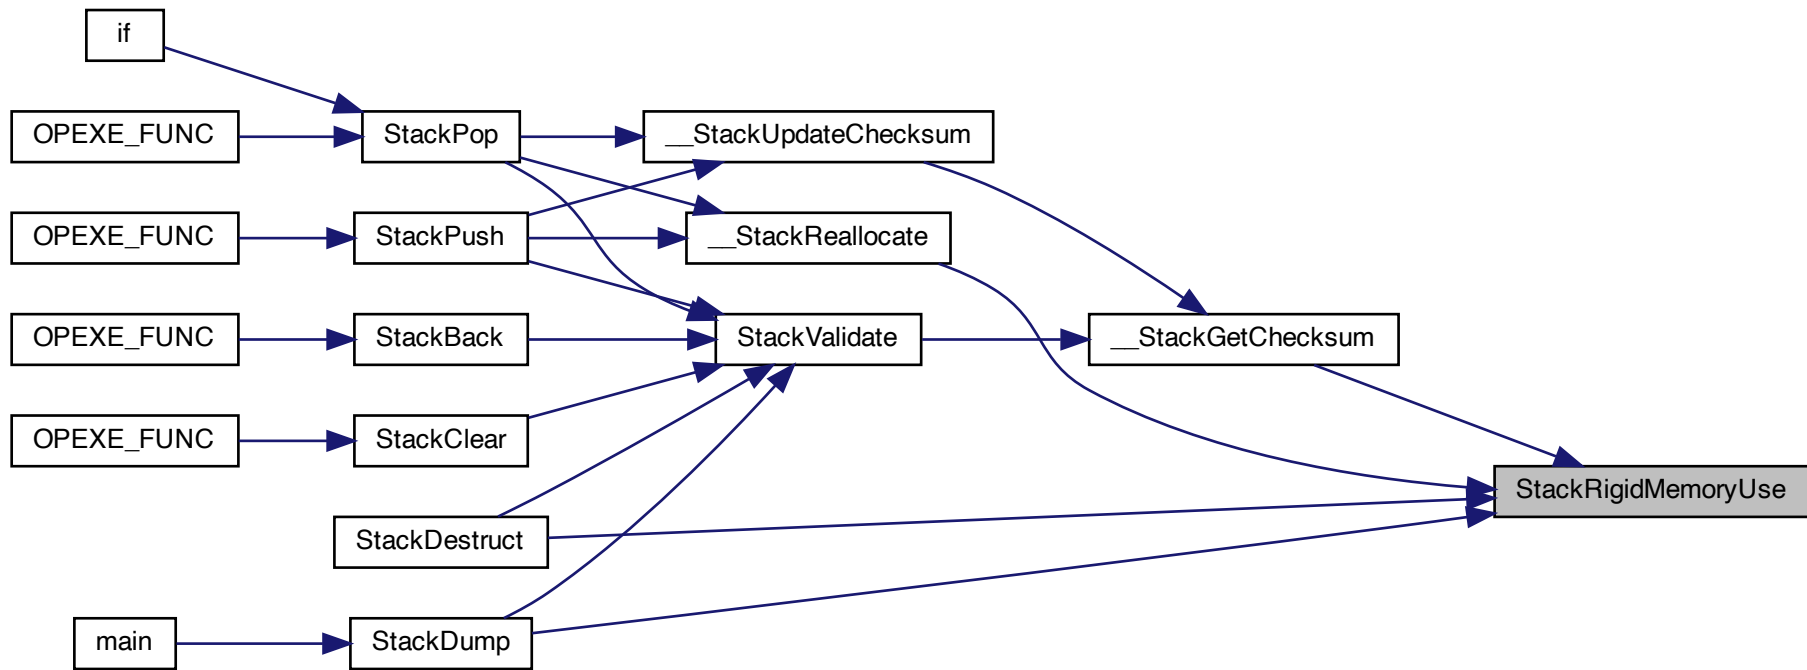 if
OPEXE_FUNC
StackPop
__StackUpdateChecksum
OPEXE_FUNC
StackPush
__StackReallocate
OPEXE_FUNC
StackBack
StackValidate
__StackGetChecksum
OPEXE_FUNC
StackClear
StackRigidMemoryUse
StackDestruct
main
StackDump